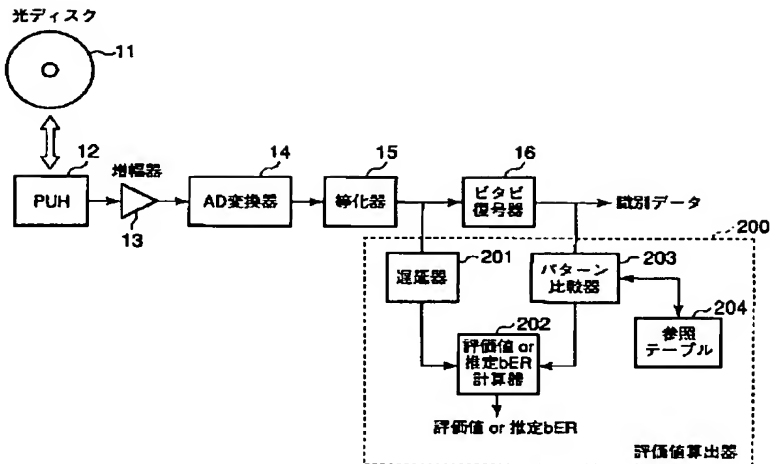 光ディスク
11
12
PUH
増幅器
13
14
AD変換器
15
等化器
16
ビタビ
復号器
識別データ
200
201
遅延器
203
パターン
比較器
204
参照
テーブル
202
評価値 or
推定bER
計算器
評価値 or 推定bER
評価値算出器